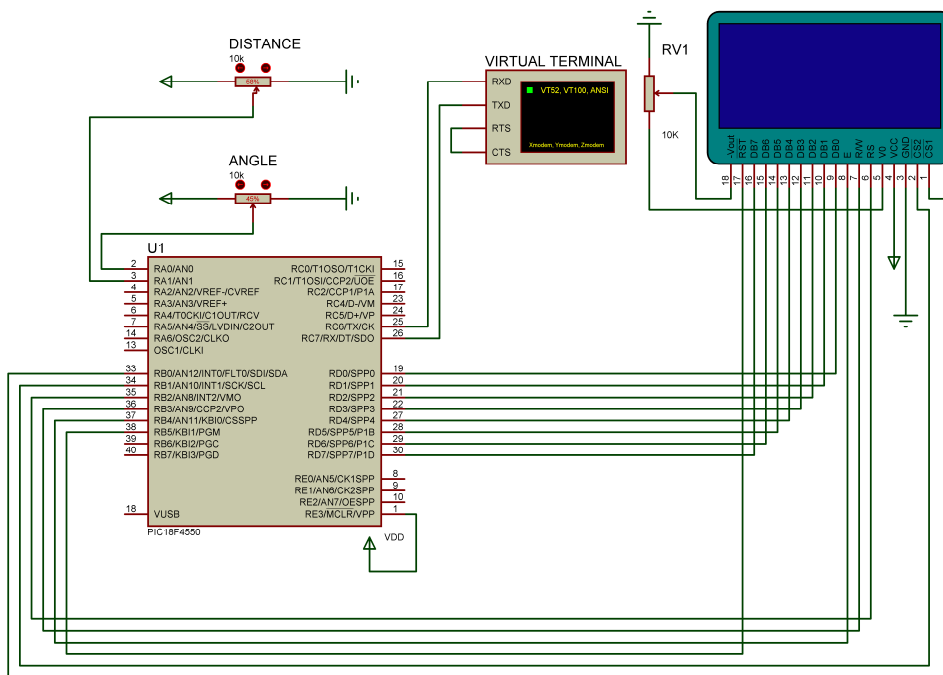 DISTANCE
10k
58%
ANGLE
10k
45%
VIRTUAL TERMINAL
RXD
TXD
RTS
CTS
VT52, VT100, ANSI
Xmodem, Ymodem, Zmodem
RV1
10K
-Vout
RST
DB7
DB6
DB5
DB4
DB3
DB2
DB1
DB0
E
R/W
RS
V0
VCC
GND
CS2
CS1
18
17
16
15
14
13
12
11
10
9
8
7
6
5
4
3
2
1
U1
2 RA0/AN0
3 RA1/AN1
4 RA2/AN2/VREF-/CVREF
5 RA3/AN3/VREF+
6 RA4/T0CKI/C1OUT/RCV
7 RA5/AN4/SS/LVDIN/C2OUT
14 RA6/OSC2/CLKO
13 OSC1/CLKI
33 RB0/AN12/INT0/FLT0/SDI/SDA
34 RB1/AN10/INT1/SCK/SCL
35 RB2/AN8/INT2/VMO
36 RB3/AN9/CCP2/VPO
37 RB4/AN11/KBI0/CSSPP
38 RB5/KBI1/PGM
39 RB6/KBI2/PGC
40 RB7/KBI3/PGD
18 VUSB
RC0/T1OSO/T1CKI 15
RC1/T1OSI/CCP2/UOE 16
RC2/CCP1/P1A 17
RC4/D-/VM 23
RC5/D+/VP 24
RC6/TX/CK 25
RC7/RX/DT/SDO 26
RD0/SPP0 19
RD1/SPP1 20
RD2/SPP2 21
RD3/SPP3 22
RD4/SPP4 27
RD5/SPP5/P1B 28
RD6/SPP6/P1C 29
RD7/SPP7/P1D 30
RE0/AN5/CK1SPP 8
RE1/AN6/CK2SPP 9
RE2/AN7/OESPP 10
RE3/MCLR/VPP 1
PIC18F4550
VDD